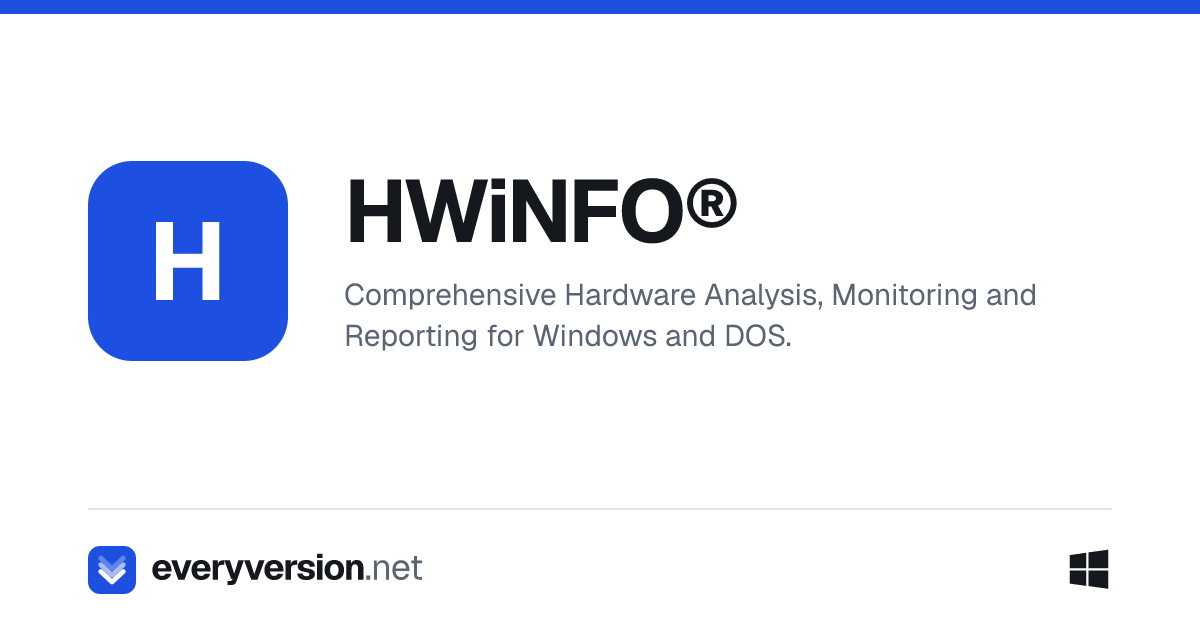 H
HWiNFO®
Comprehensive Hardware Analysis, Monitoring and
Reporting for Windows and DOS.
everyversion.net